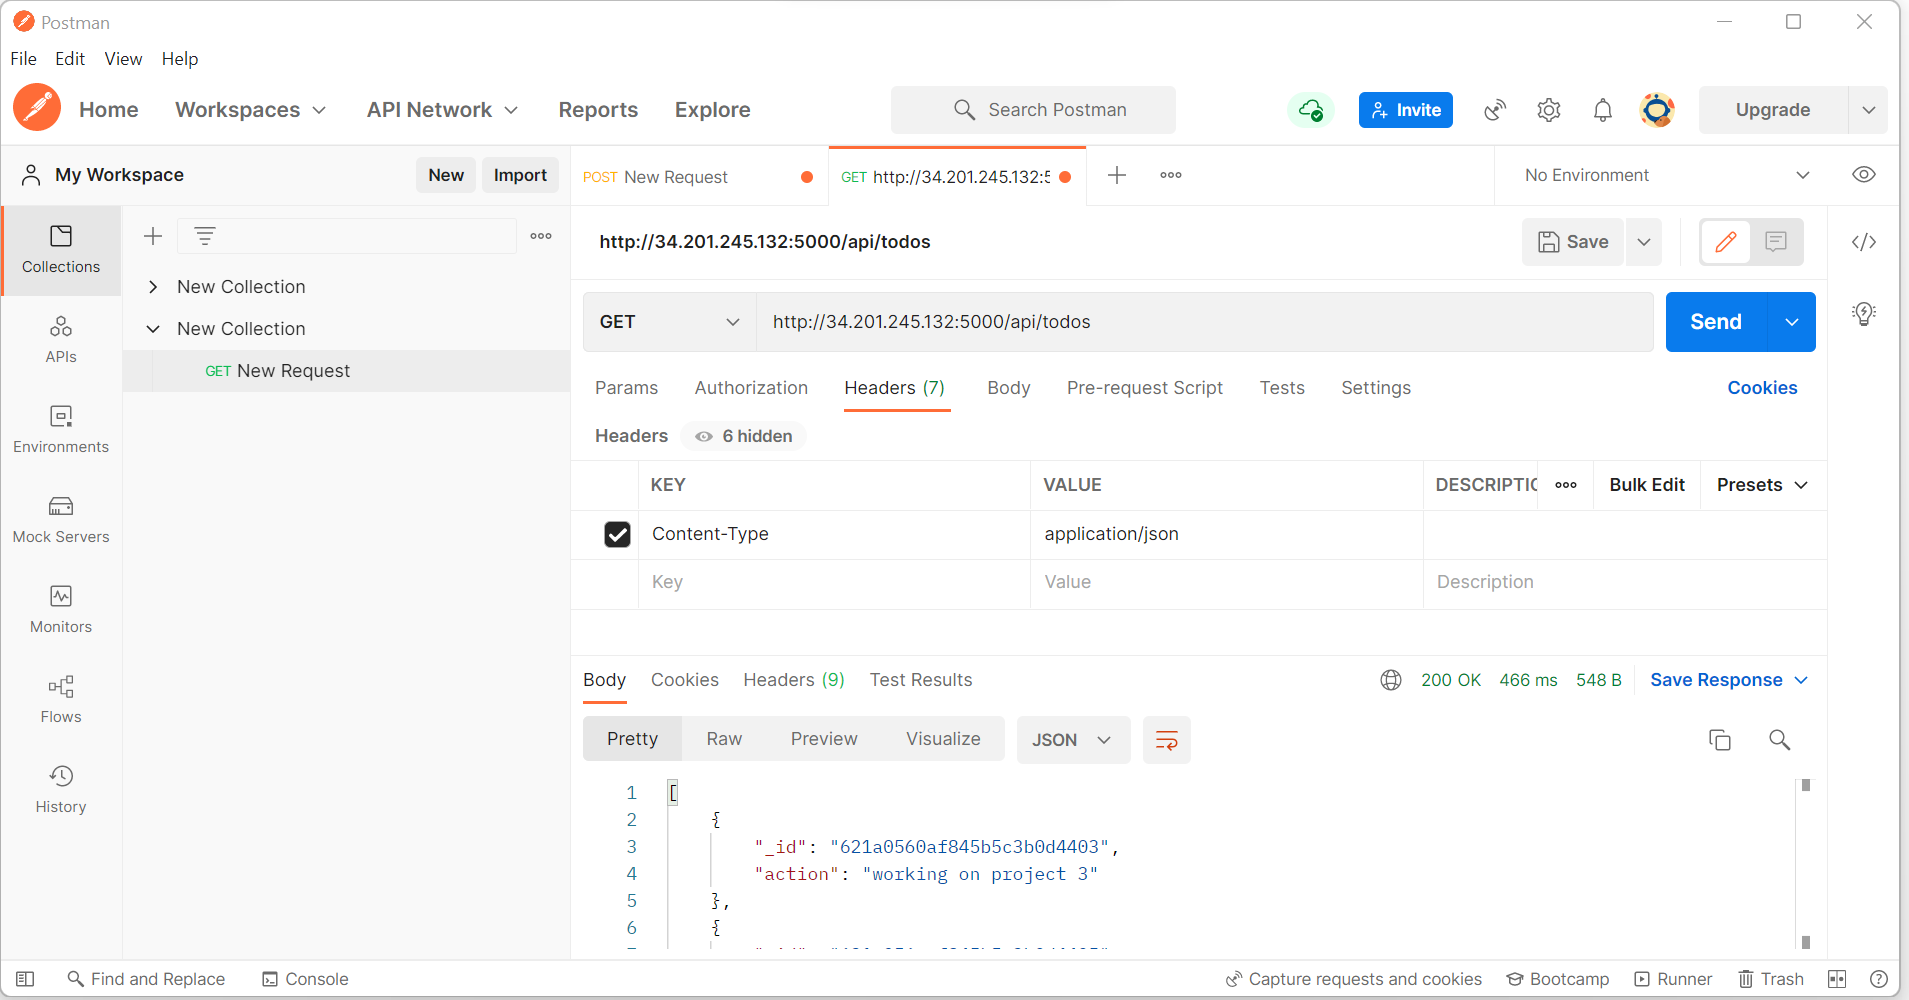 Postman
File Edit View Help
Home Workspaces API Network Reports Explore Search Postman Invite Upgrade
My Workspace New Import POST New Request GET http://34.201.245.132:5 No Environment
http://34.201.245.132:5000/api/todos Save
Collections
New Collection
New Collection
GET New Request
APIs
Environments
Mock Servers
Monitors
Flows
History
GET http://34.201.245.132:5000/api/todos Send
Params Authorization Headers (7) Body Pre-request Script Tests Settings Cookies
Headers 6 hidden
KEY VALUE DESCRIPTIO Bulk Edit Presets
Content-Type application/json
Key Value Description
Body Cookies Headers (9) Test Results 200 OK 466 ms 548 B Save Response
Pretty Raw Preview Visualize JSON
1 [
2 {
3 "_id": "621a0560af845b5c3b0d4403",
4 "action": "working on project 3"
5 },
6 {
Find and Replace Console Capture requests and cookies Bootcamp Runner Trash